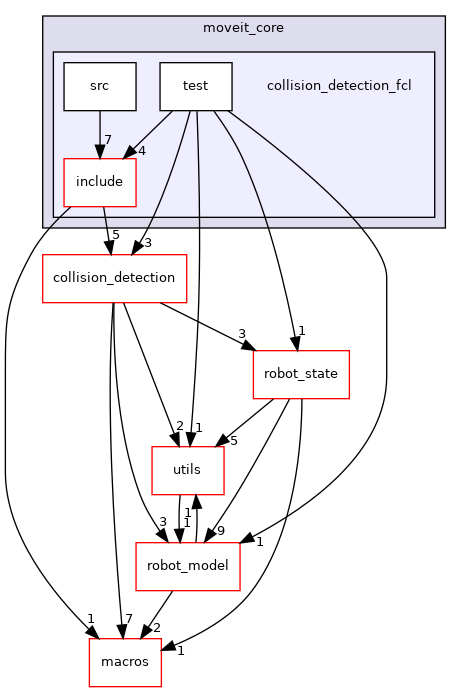 moveit_core
src
test
collision_detection_fcl
7
4
include
5
3
collision_detection
3
1
robot_state
2
1
5
utils
3
1
1
9
1
robot_model
1
7
2
1
macros